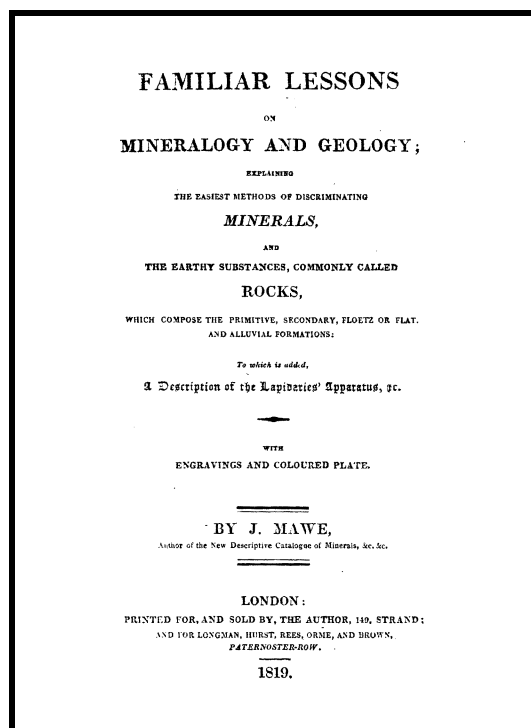 FAMILIAR LESSONS
ON
MINERALOGY AND GEOLOGY;
EXPLAINING
THE EASIEST METHODS OF DISCRIMINATING
MINERALS,
AND
THE EARTHY SUBSTANCES, COMMONLY CALLED
ROCKS,
WHICH COMPOSE THE PRIMITIVE, SECONDARY, FLOETZ OR FLAT.
AND ALLUVIAL FORMATIONS:
To which is added,
A Description of the Lapidaries' Apparatus, &c.
WITH
ENGRAVINGS AND COLOURED PLATE.
BY J. MAWE,
Author of the New Descriptive Catalogue of Minerals, &c. &c.
LONDON:
PRINTED FOR, AND SOLD BY, THE AUTHOR, 149, STRAND;
AND FOR LONGMAN, HURST, REES, ORME, AND BROWN,
PATERNOSTER-ROW.
1819.